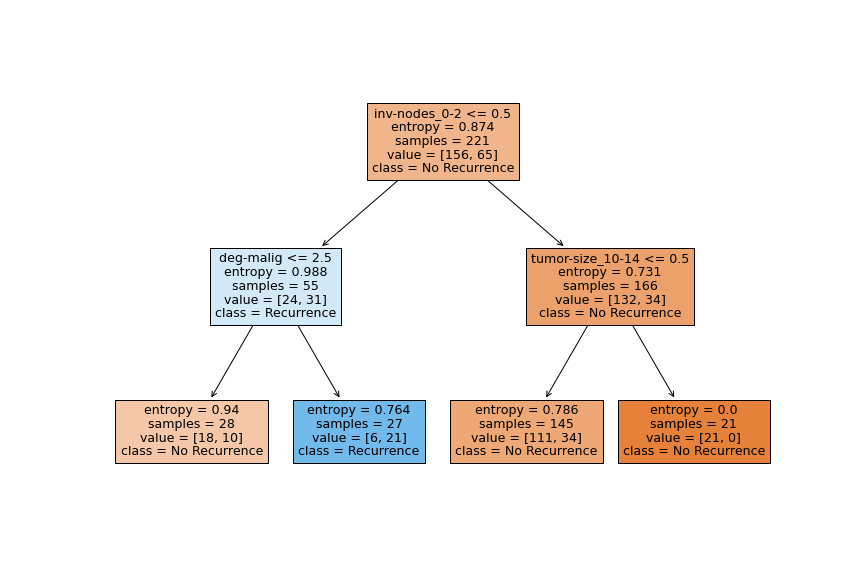 inv-nodes_0-2 <= 0.5
entropy = 0.874
samples = 221
value = [156, 65]
class = No Recurrence
deg-malig <= 2.5
entropy = 0.988
samples = 55
value = [24, 31]
class = Recurrence
tumor-size_10-14 <= 0.5
entropy = 0.731
samples = 166
value = [132, 34]
class = No Recurrence
entropy = 0.94
samples = 28
value = [18, 10]
class = No Recurrence
entropy = 0.764
samples = 27
value = [6, 21]
class = Recurrence
entropy = 0.786
samples = 145
value = [111, 34]
class = No Recurrence
entropy = 0.0
samples = 21
value = [21, 0]
class = No Recurrence